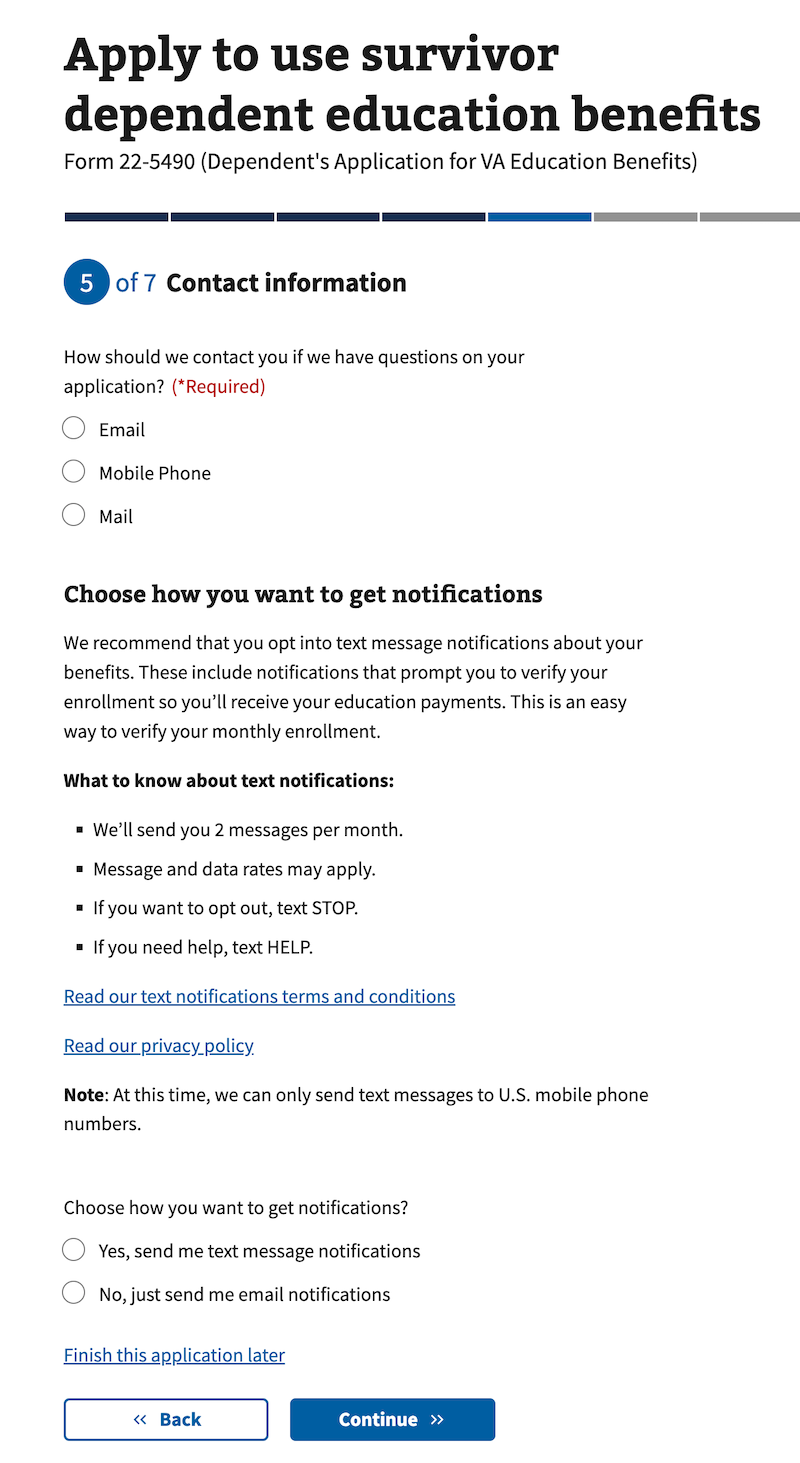 Apply to use survivor
dependent education benefits
Form 22-5490 (Dependent's Application for VA Education Benefits)
5 of 7 Contact information
How should we contact you if we have questions on your
application? (*Required)
Email
Mobile Phone
Mail
Choose how you want to get notifications
We recommend that you opt into text message notifications about your
benefits. These include notifications that prompt you to verify your
enrollment so you’ll receive your education payments. This is an easy
way to verify your monthly enrollment.
What to know about text notifications:
▪ We’ll send you 2 messages per month.
▪ Message and data rates may apply.
▪ If you want to opt out, text STOP.
▪ If you need help, text HELP.
Read our text notifications terms and conditions
Read our privacy policy
Note: At this time, we can only send text messages to U.S. mobile phone
numbers.
Choose how you want to get notifications?
Yes, send me text message notifications
No, just send me email notifications
Finish this application later
« Back
Continue »